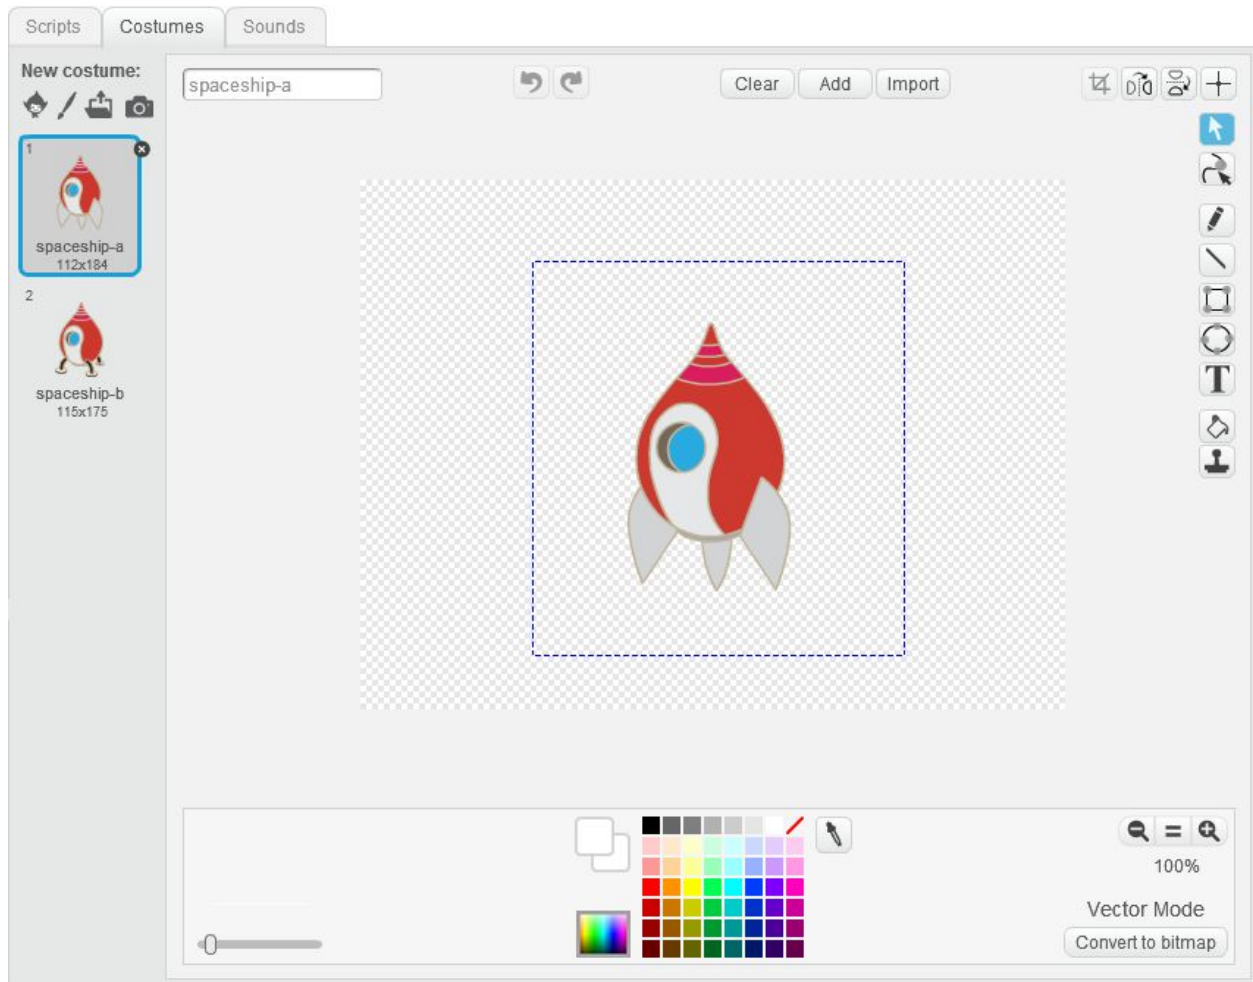 Scripts Costumes Sounds
New costume:
spaceship-a
Clear Add Import
1
spaceship-a
112x184
2
spaceship-b
115x175
T
100%
Vector Mode
Convert to bitmap